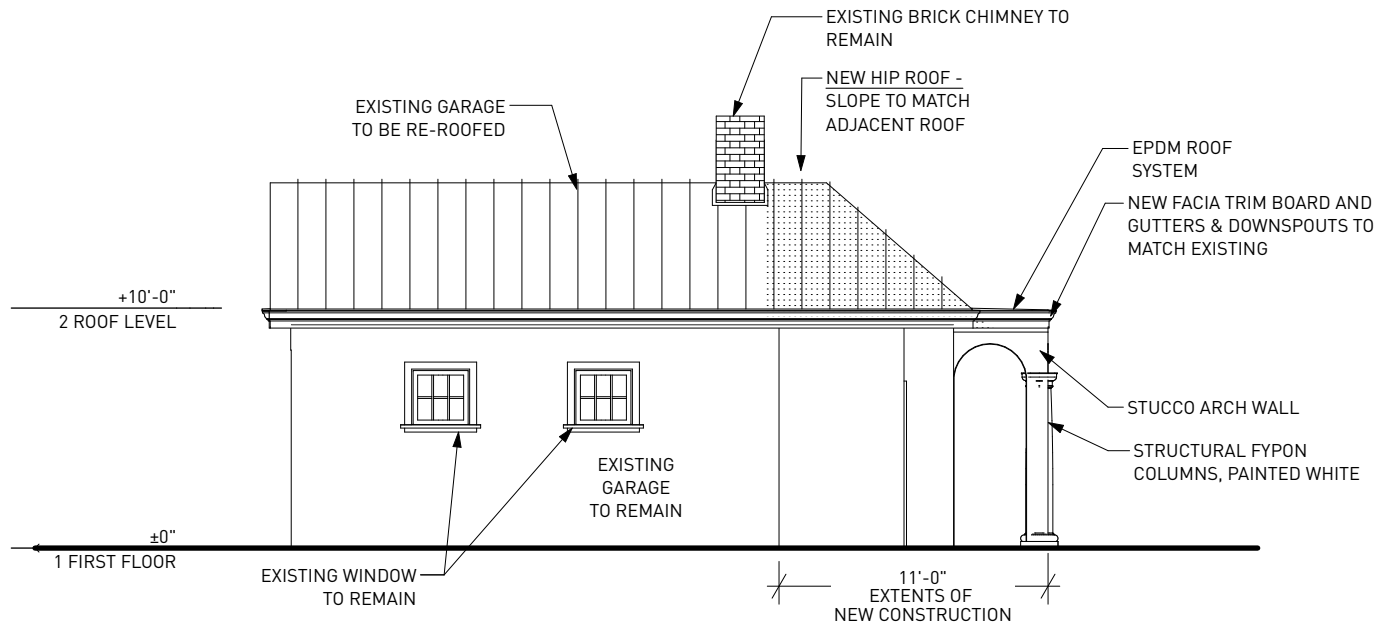 EXISTING BRICK CHIMNEY TO
REMAIN
NEW HIP ROOF -
SLOPE TO MATCH
ADJACENT ROOF
EXISTING GARAGE
TO BE RE-ROOFED
EPDM ROOF
SYSTEM
NEW FACIA TRIM BOARD AND
GUTTERS & DOWNSPOUTS TO
MATCH EXISTING
+10'-0"
2 ROOF LEVEL
STUCCO ARCH WALL
STRUCTURAL FYPON
COLUMNS, PAINTED WHITE
EXISTING
GARAGE
TO REMAIN
±0"
1 FIRST FLOOR
EXISTING WINDOW
TO REMAIN
11'-0"
EXTENTS OF
NEW CONSTRUCTION